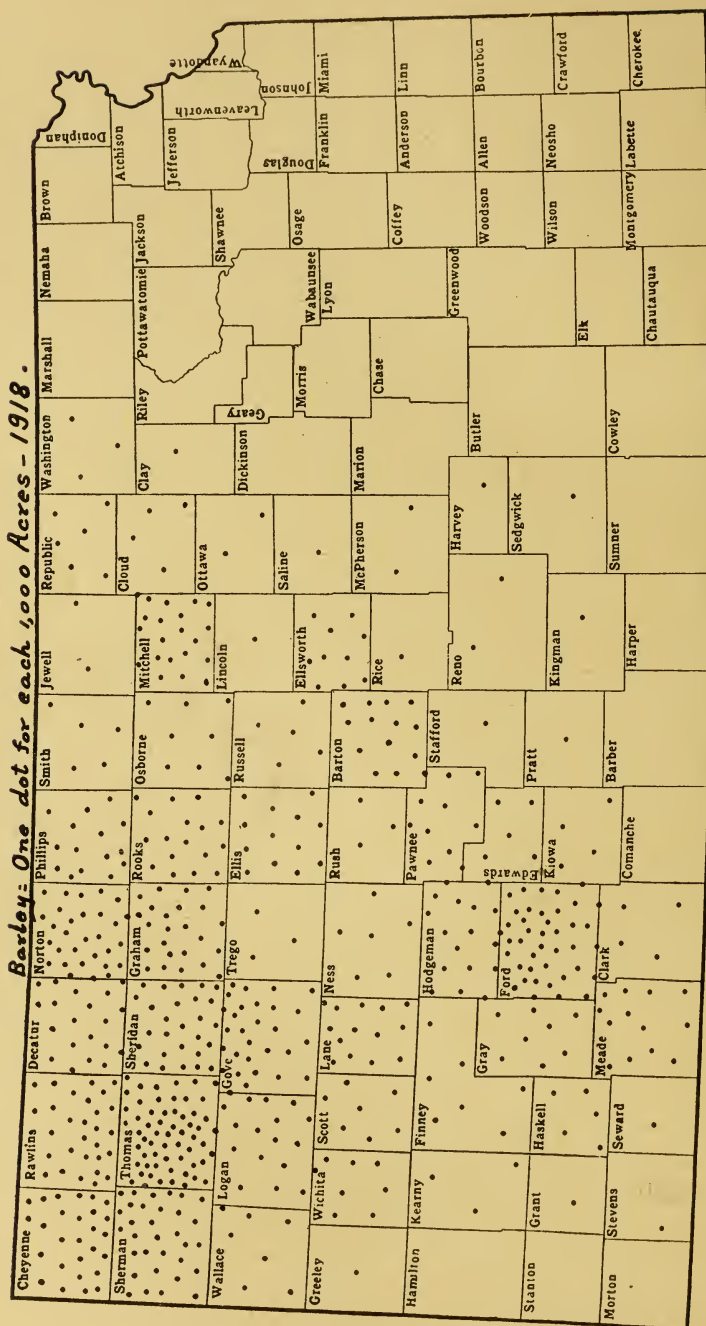 Barley: One dot for each 1,000 Acres - 1918.
Cheyenne
Rawlins
Decatur
Norton
Phillips
Smith
Jewell
Republic
Washington
Marshall
Nemaha
Brown
Doniphan
Sherman
Thomas
Sheridan
Graham
Rooks
Osborne
Mitchell
Cloud
Clay
Riley
Pottawatomie
Jackson
Atchison
Jefferson
Leavenworth
Wyandotte
Wallace
Logan
Gove
Trego
Ellis
Russell
Lincoln
Ottawa
Dickinson
Geary
Wabaunsee
Shawnee
Douglas
Johnson
Greeley
Wichita
Scott
Lane
Ness
Rush
Barton
Ellsworth
Saline
Morris
Lyon
Osage
Franklin
Miami
Hamilton
Kearny
Finney
Hodgeman
Pawnee
Rice
McPherson
Marion
Chase
Coffey
Anderson
Linn
Stanton
Grant
Haskell
Gray
Ford
Edwards
Stafford
Reno
Harvey
Butler
Greenwood
Woodson
Allen
Bourbon
Kiowa
Pratt
Kingman
Sedgwick
Elk
Wilson
Neosho
Crawford
Morton
Stevens
Seward
Meade
Clark
Comanche
Barber
Harper
Sumner
Cowley
Chautauqua
Montgomery
Labette
Cherokee